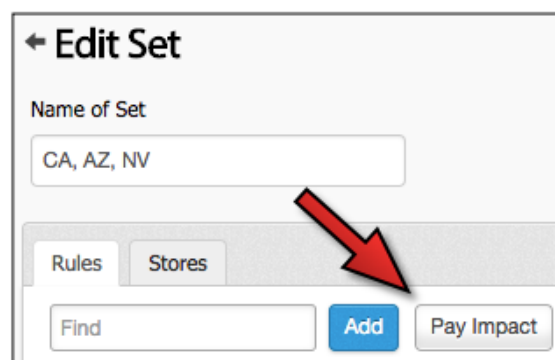 Edit Set
Name of Set
CA, AZ, NV
Rules Stores
Find Add Pay Impact